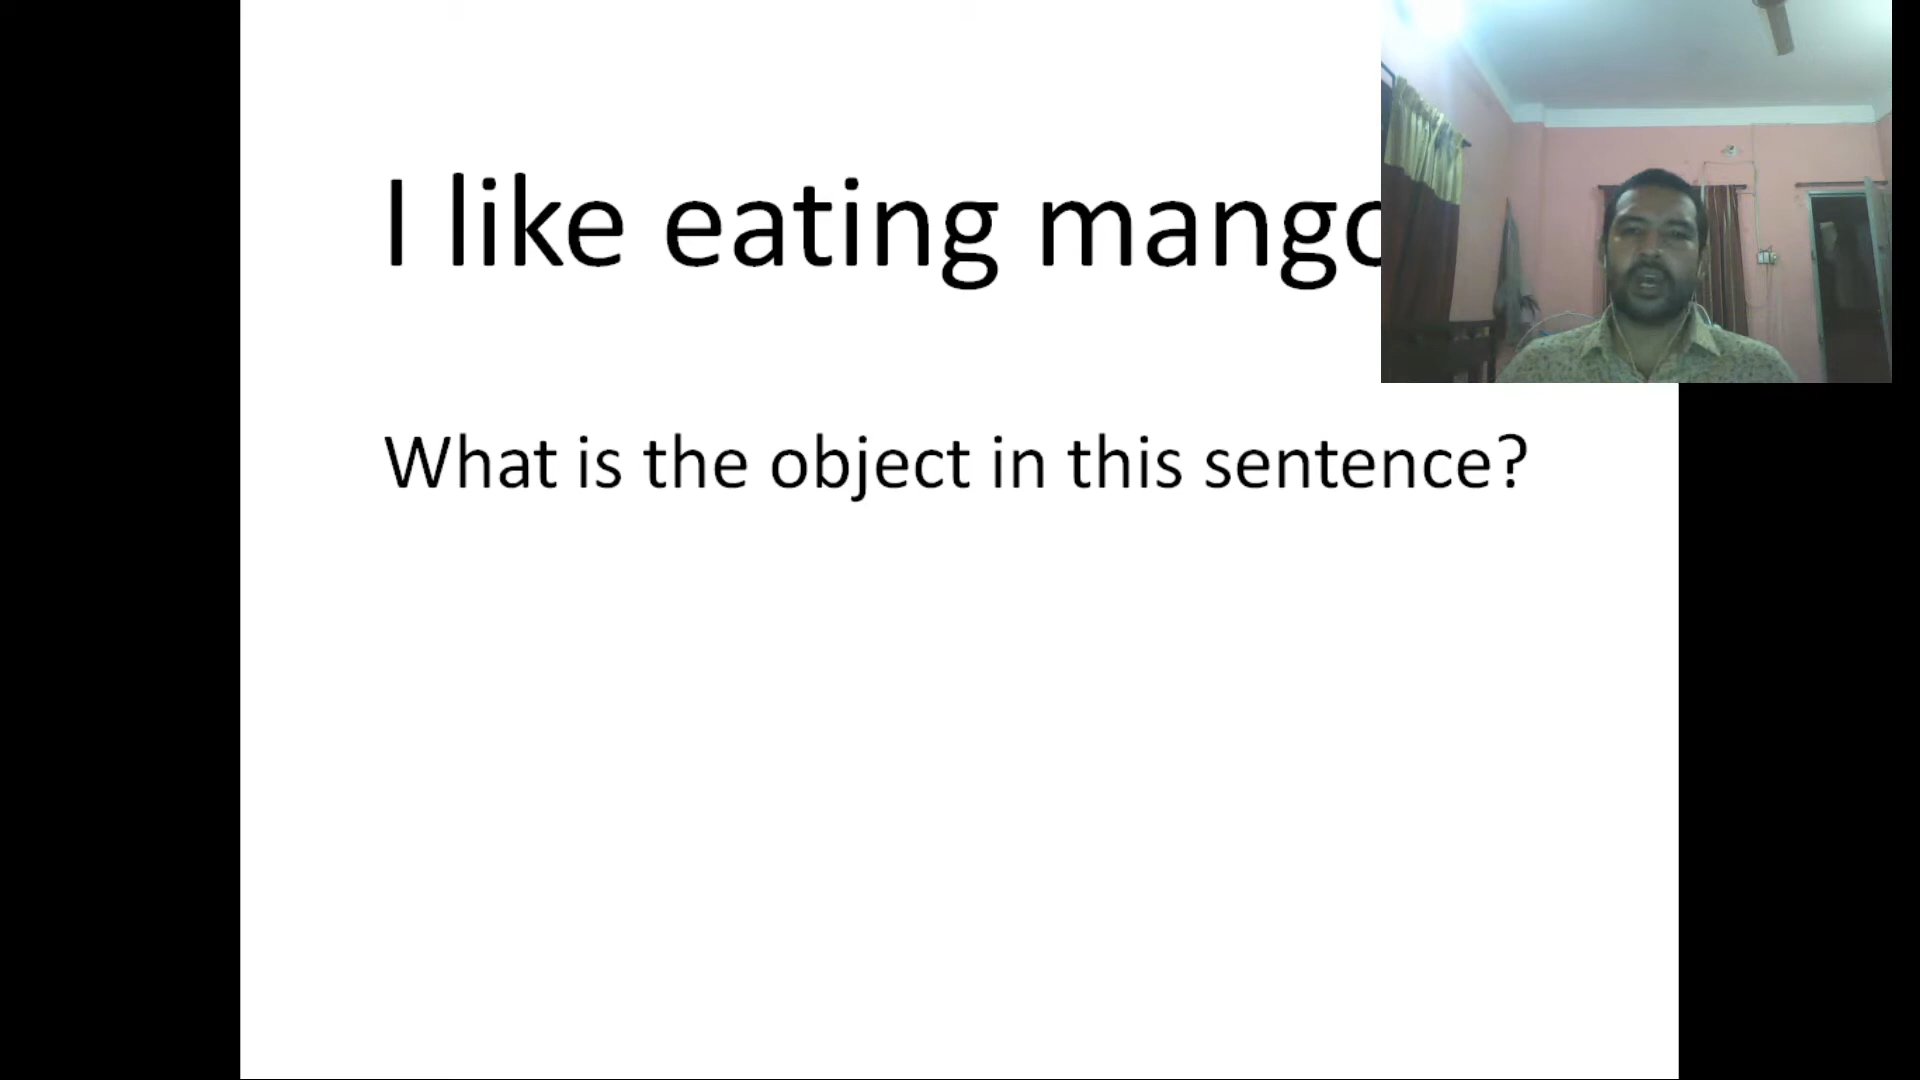 I like eating
What is the object in this sentence?